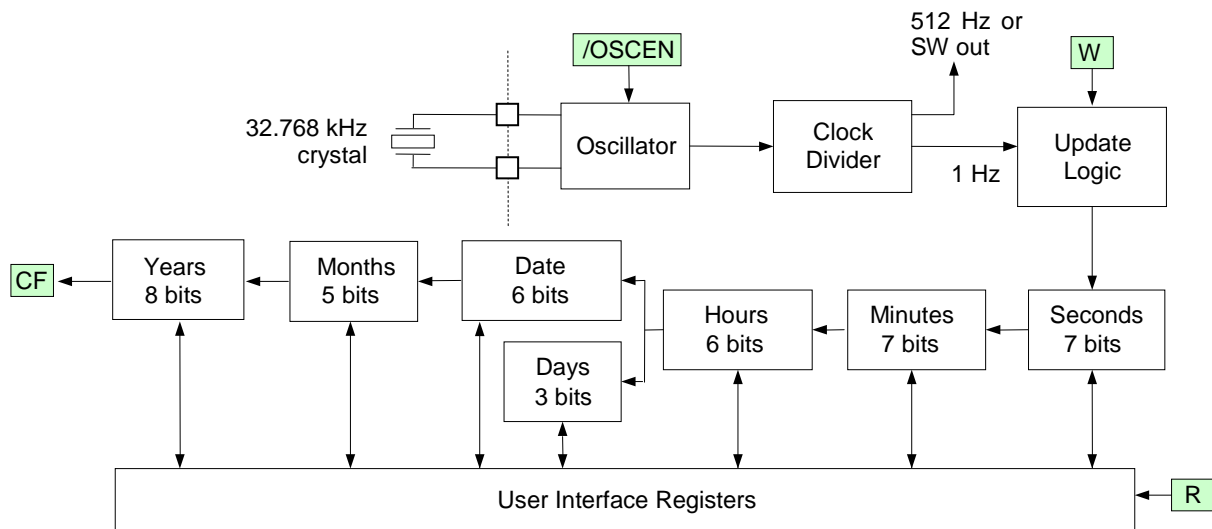 512 Hz or
SW out
/OSCEN
W
32.768 kHz
crystal
Oscillator
Clock
Divider
1 Hz
Update
Logic
CF
Years
8 bits
Months
5 bits
Date
6 bits
Days
3 bits
Hours
6 bits
Minutes
7 bits
Seconds
7 bits
User Interface Registers
R